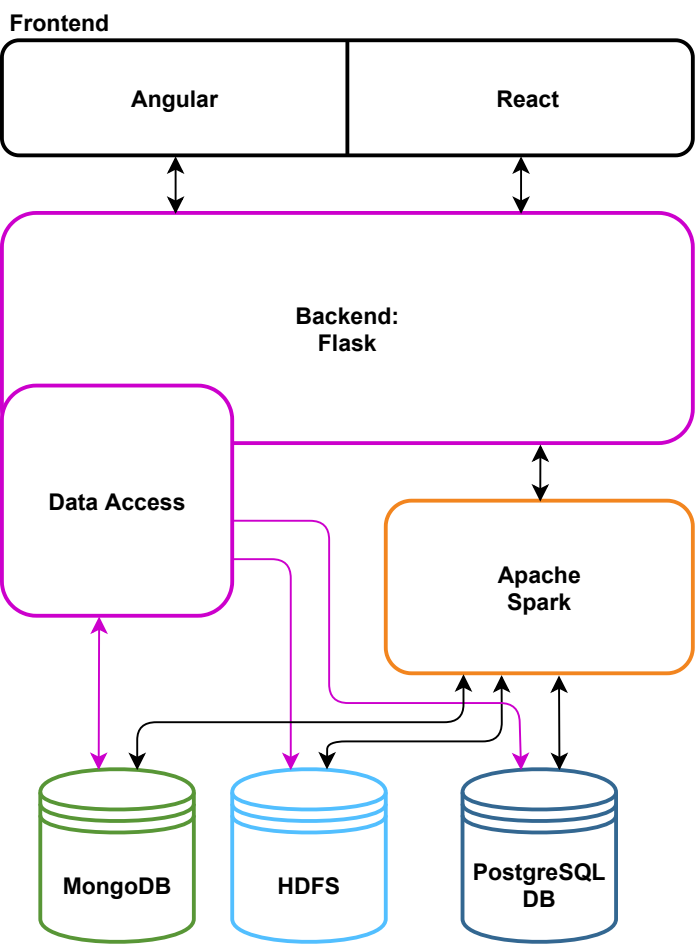 Frontend
Angular
React
Backend:
Flask
Data Access
Apache
Spark
MongoDB
HDFS
PostgreSQL
DB